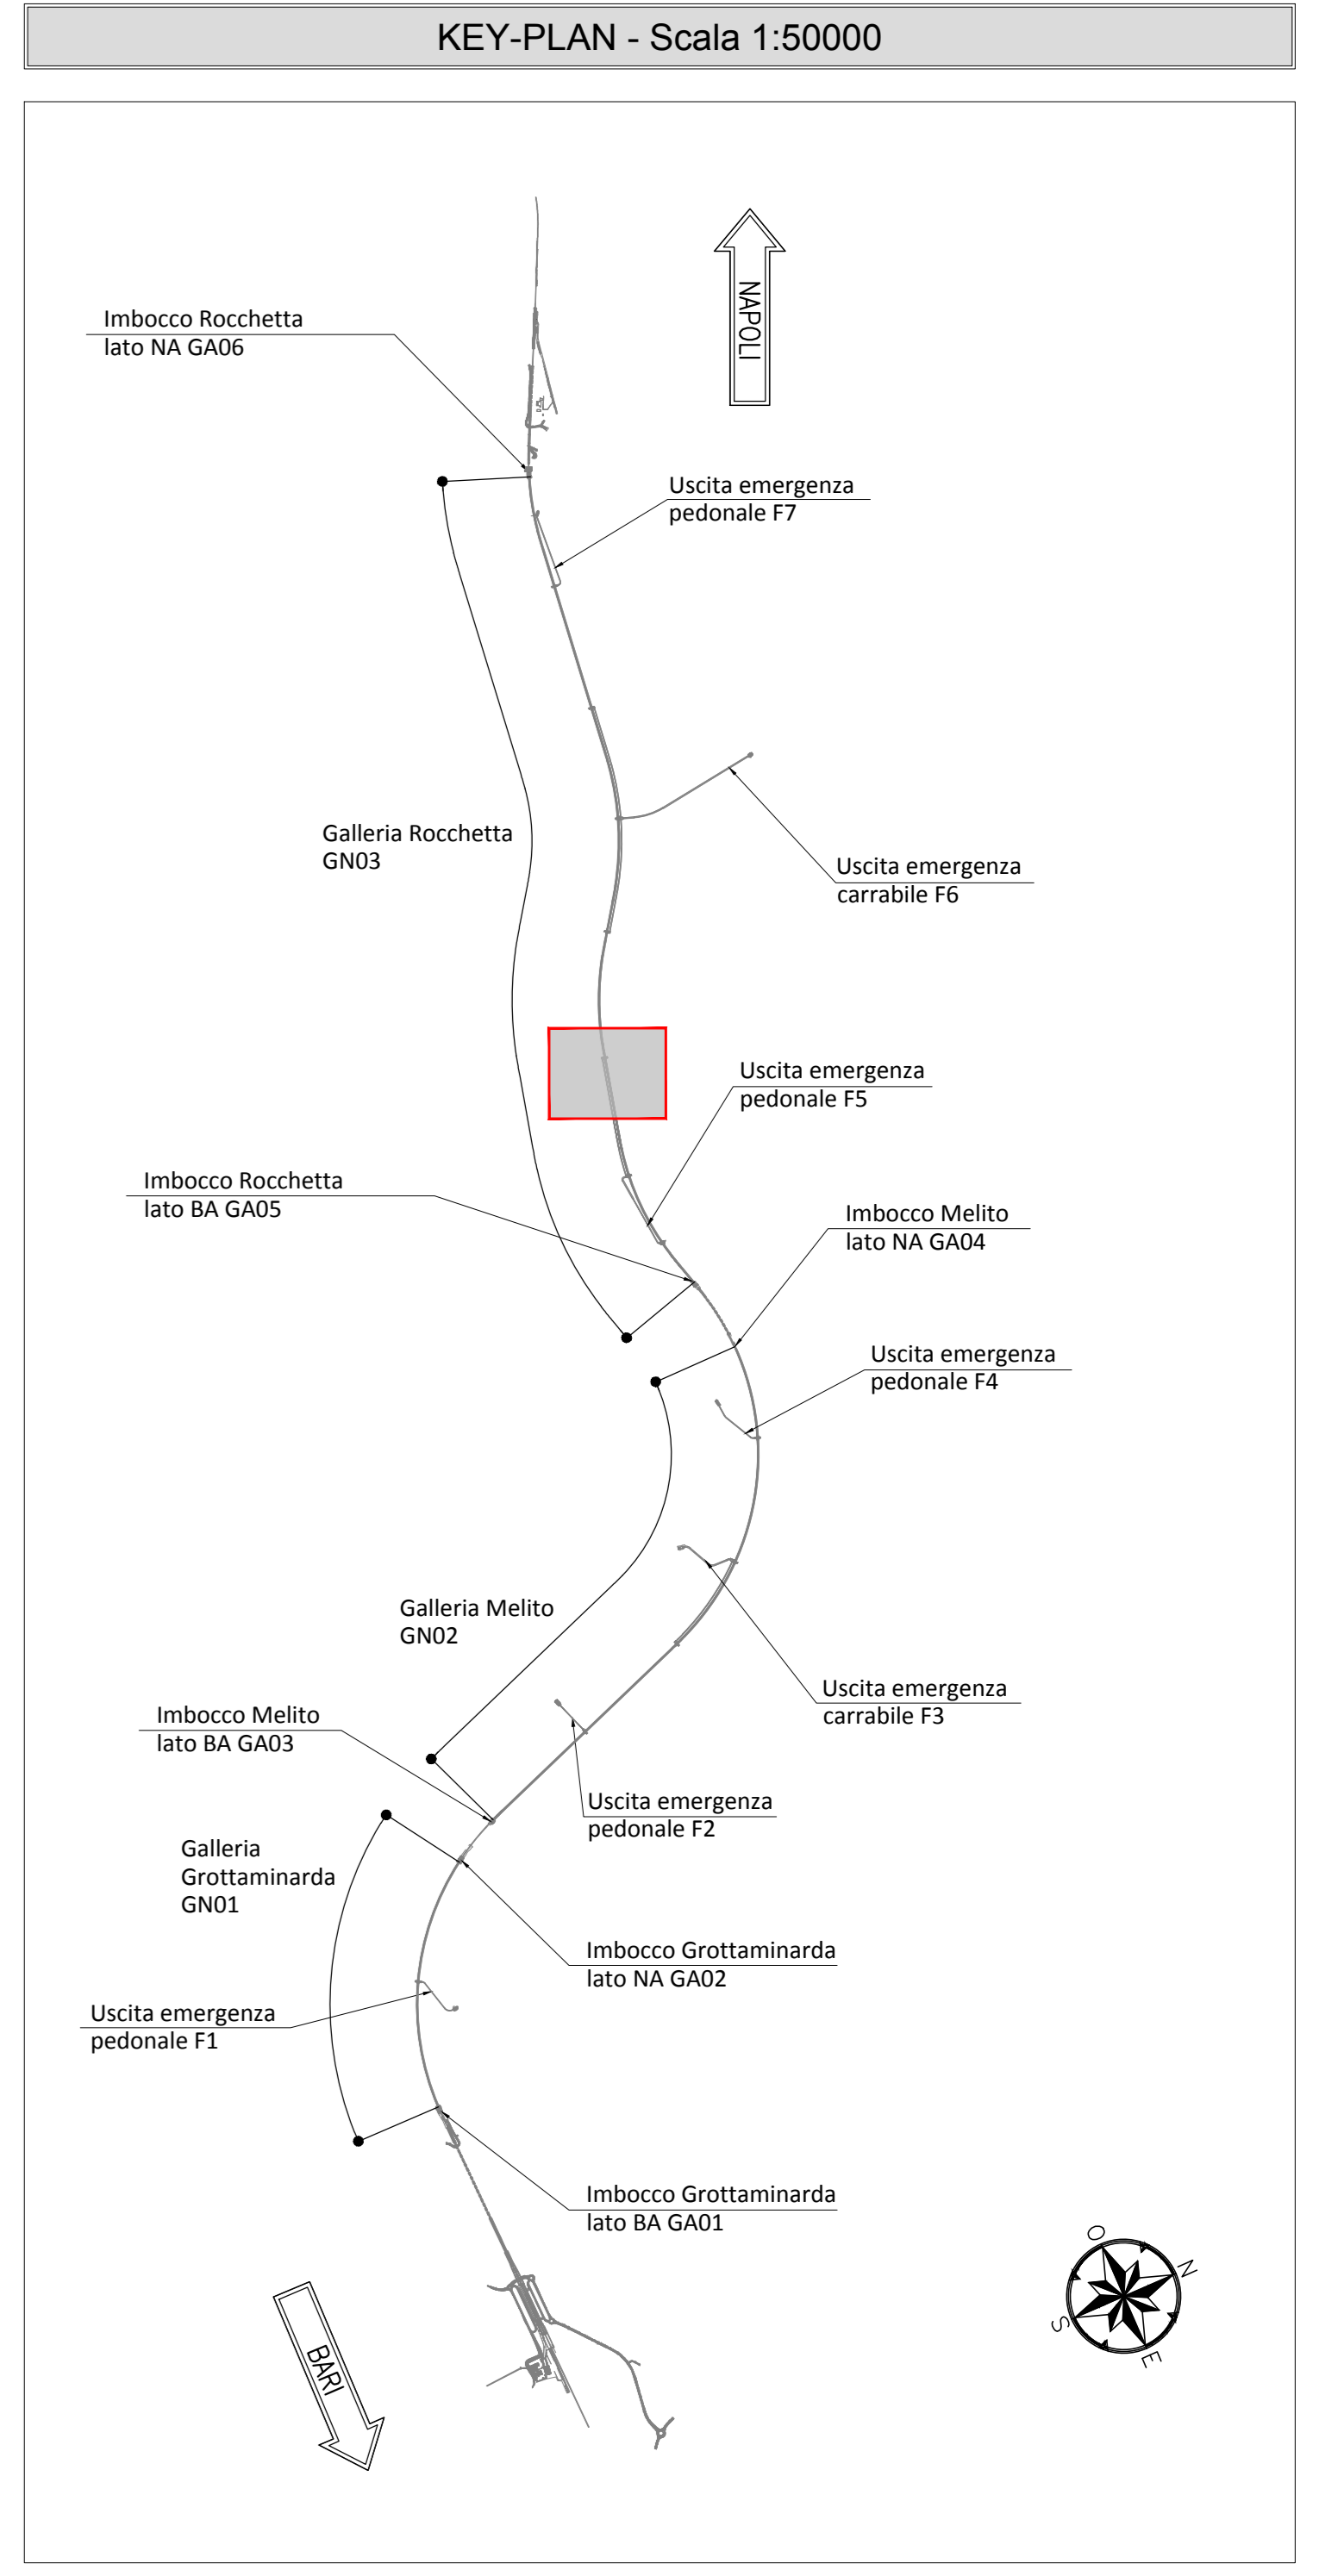 KEY-PLAN - Scala 1:50000
NAPOLI
Imbocco Rocchetta
lato NA GA06
Uscita emergenza
pedonale F7
Galleria Rocchetta
GN03
Uscita emergenza
carrabile F6
Uscita emergenza
pedonale F5
Imbocco Rocchetta
lato BA GA05
Imbocco Melito
lato NA GA04
Uscita emergenza
pedonale F4
Galleria Melito
GN02
Uscita emergenza
carrabile F3
Imbocco Melito
lato BA GA03
Uscita emergenza
pedonale F2
Galleria
Grottaminarda
GN01
Imbocco Grottaminarda
lato NA GA02
Uscita emergenza
pedonale F1
Imbocco Grottaminarda
lato BA GA01
O
N
S
E
BARI